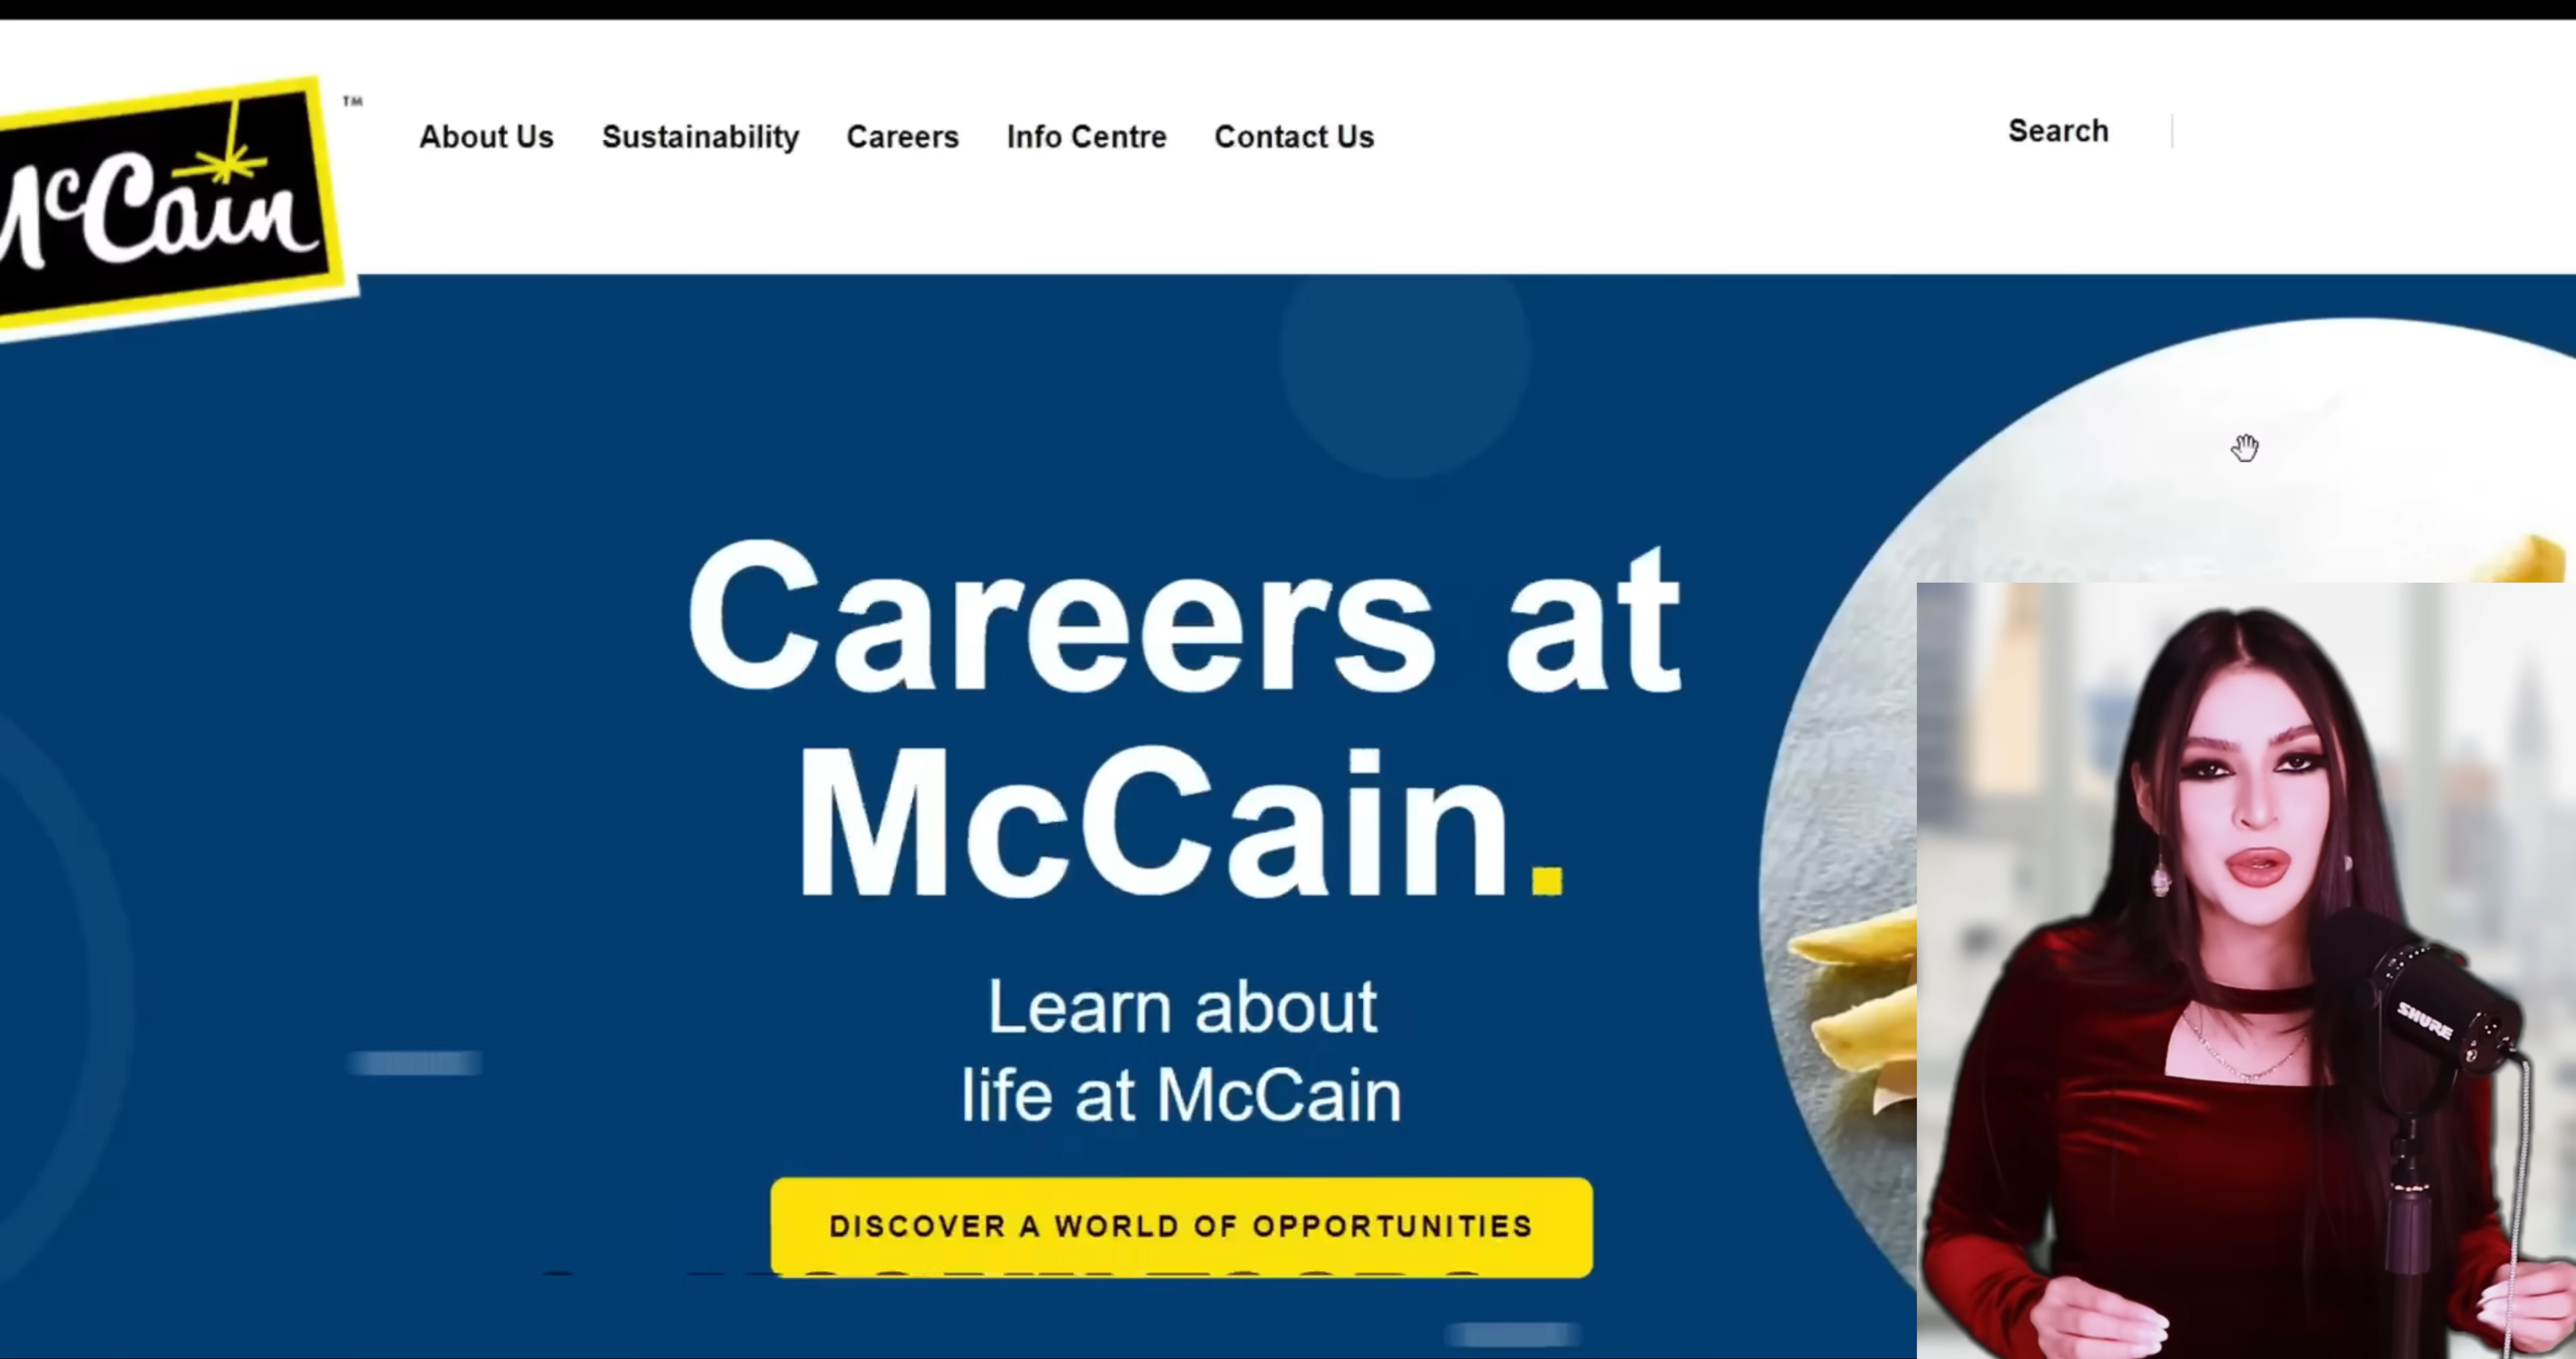 McCain
TM
About Us
Sustainability
Careers
Info Centre
Contact Us
Search
Careers at
McCain.
Learn about
life at McCain
DISCOVER A WORLD OF OPPORTUNITIES
SHURE